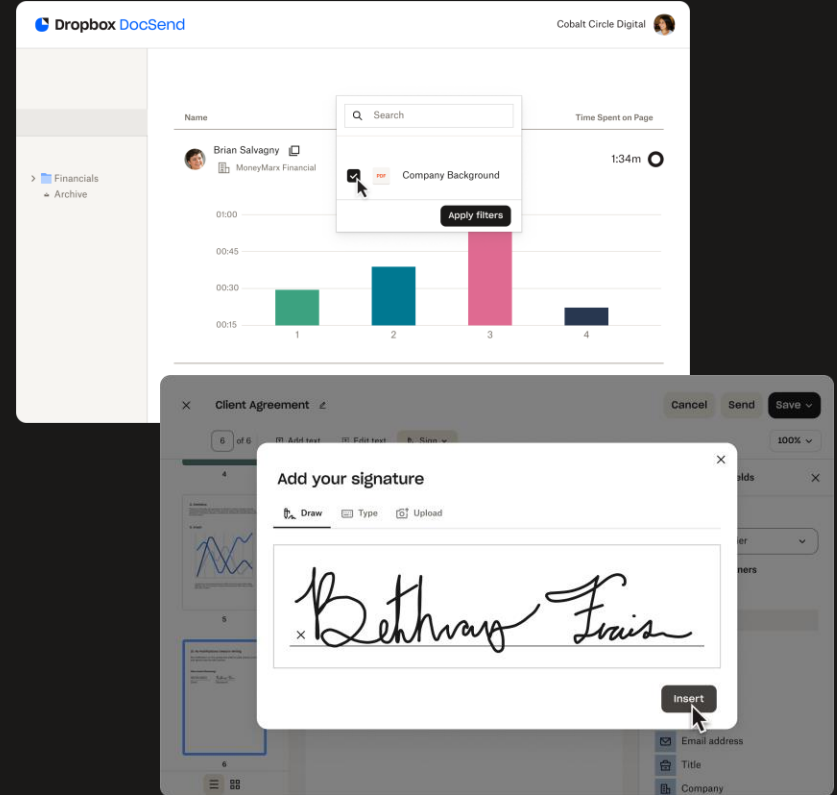 Dropbox DocSend
Cobalt Circle Digital
Search
Name
Time Spent on Page
Brian Salvagny
MoneyMarx Financial
1:34m
PDF
Company Background
Financials
Archive
Apply filters
01:00
00:45
00:30
00:15
1 2 3 4
Client Agreement
Cancel Send Save
6 of 6 Add text Edit text Sign
100%
4
Add your signature
Draw Type Upload
5
Bethany Frais
Insert
6
Email address
Title
Company